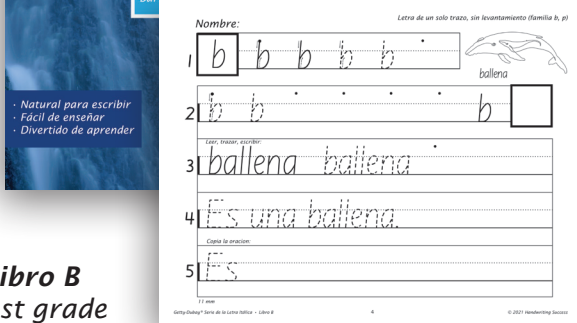 · Natural para escribir
· Fácil de enseñar
· Divertido de aprender
ibro B
st grade
Letra de un solo trazo, sin levantamiento (familia b, p)
Nombre:
1 b b b b b
ballena
2 b b b
Leer, trazar, escribir:
3 ballena ballena
4 Es una ballena.
Copia la oracion:
5 Es
11 mm
Getty-Dubay® Serie de la Letra Itálica • Libro B
4
© 2021 Handwriting Success